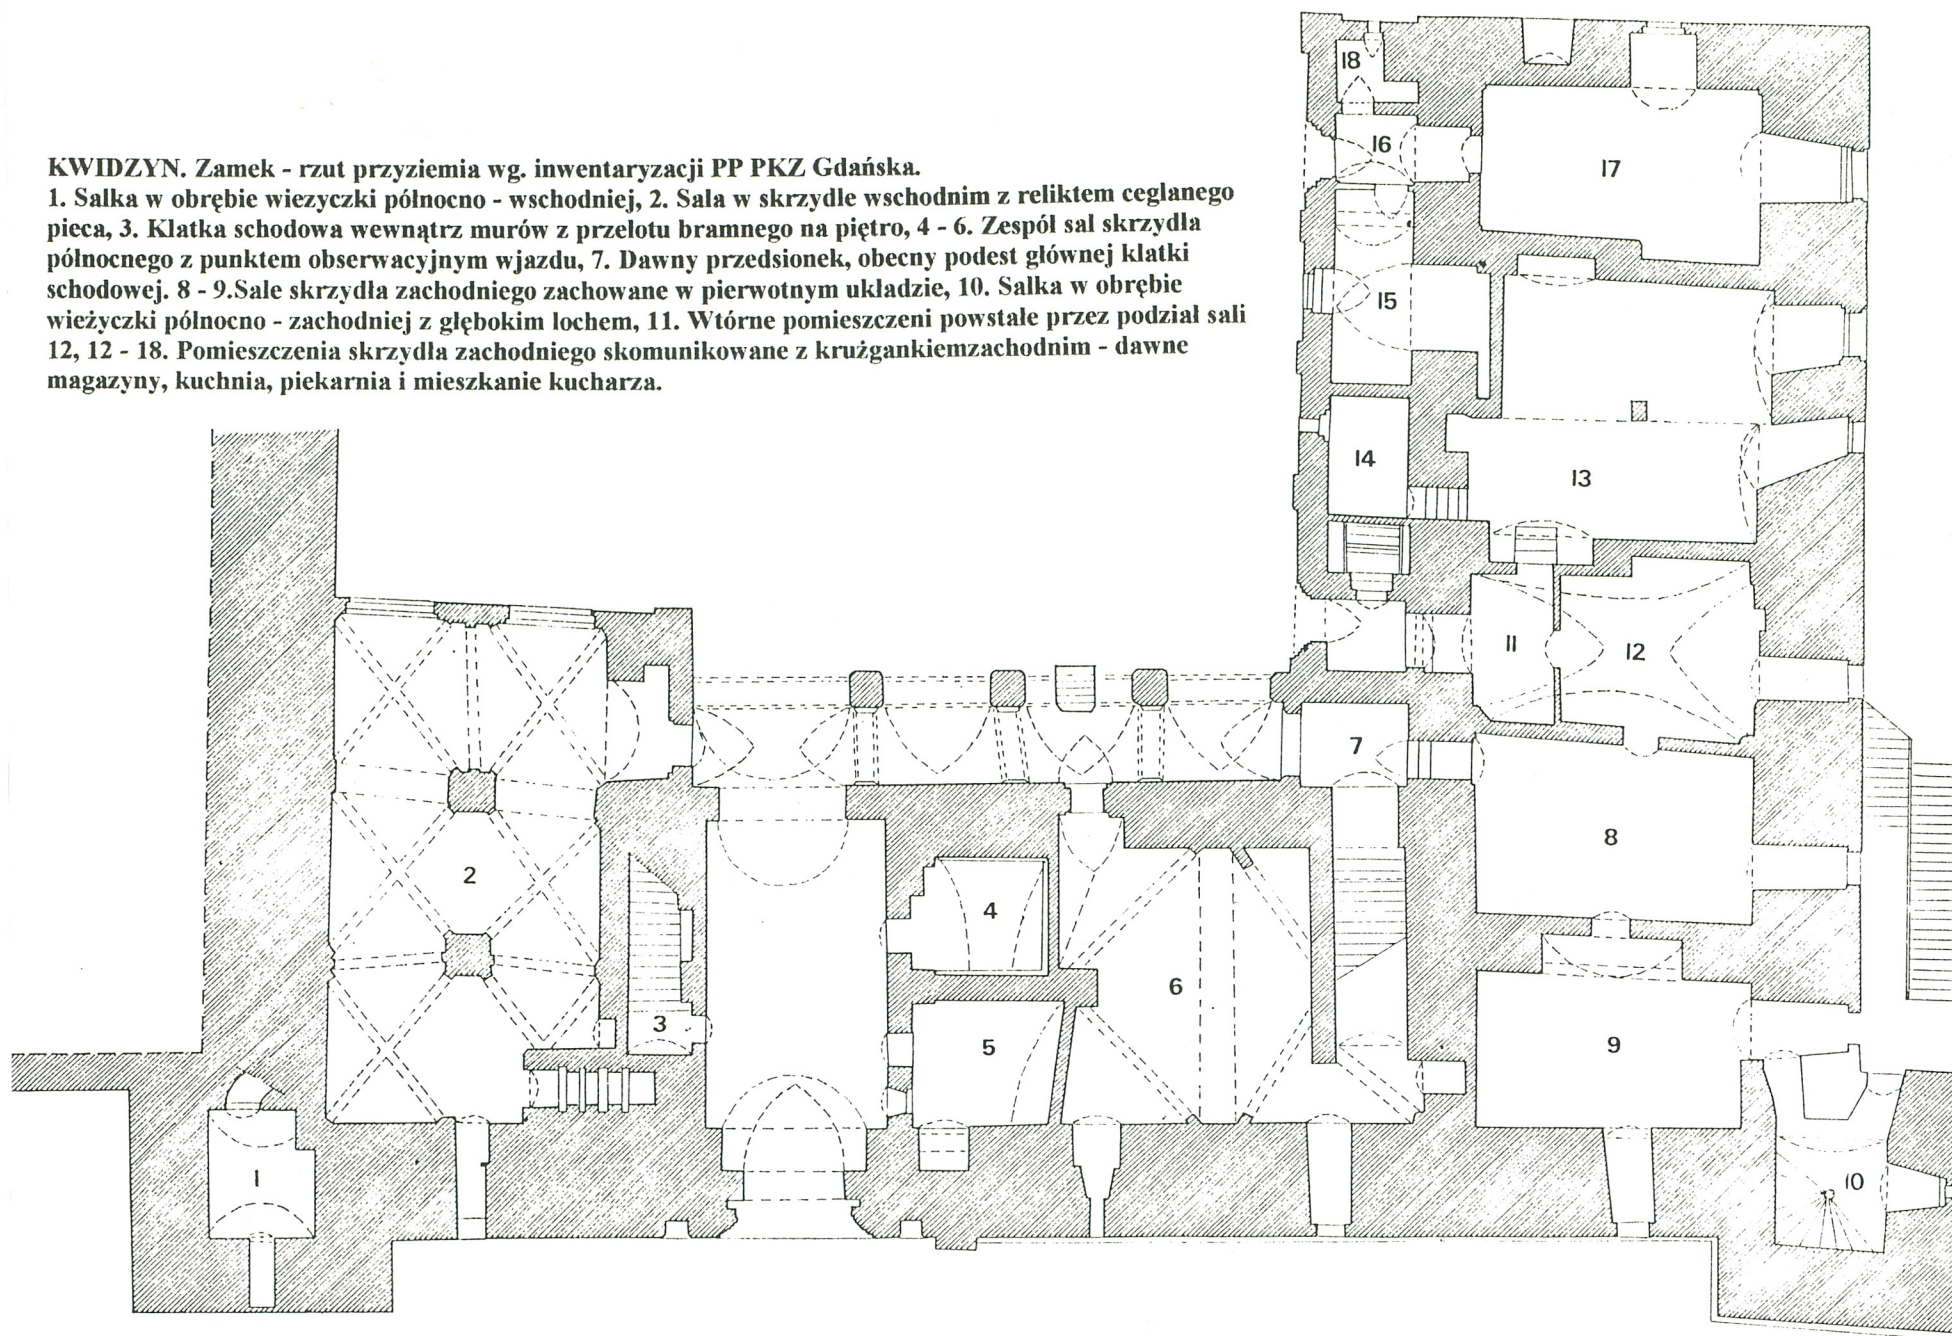 KWIDZYN. Zamek - rzut przyziemia wg. inwentaryzacji PP PKZ Gdańska.
1. Salka w obrębie wiezyczki północno - wschodniej, 2. Sala w skrzydle wschodnim z reliktem ceglanego
pieca, 3. Klatka schodowa wewnątrz murów z przelotu bramnego na piętro, 4 - 6. Zespól sal skrzydła
północnego z punktem obserwacyjnym wjazdu, 7. Dawny przedsionek, obecny podest głównej klatki
schodowej. 8 - 9.Sale skrzydła zachodniego zachowane w pierwotnym układzie, 10. Salka w obrębie
wieżyczki północno - zachodniej z głębokim lochem, 11. Wtórne pomieszczeni powstałe przez podział sali
12, 12 - 18. Pomieszczenia skrzydła zachodniego skomunikowane z krużgankiemzachodnim - dawne
magazyny, kuchnia, piekarnia i mieszkanie kucharza.
18
16
17
15
14
13
11
12
7
8
2
4
6
3
5
9
1
10